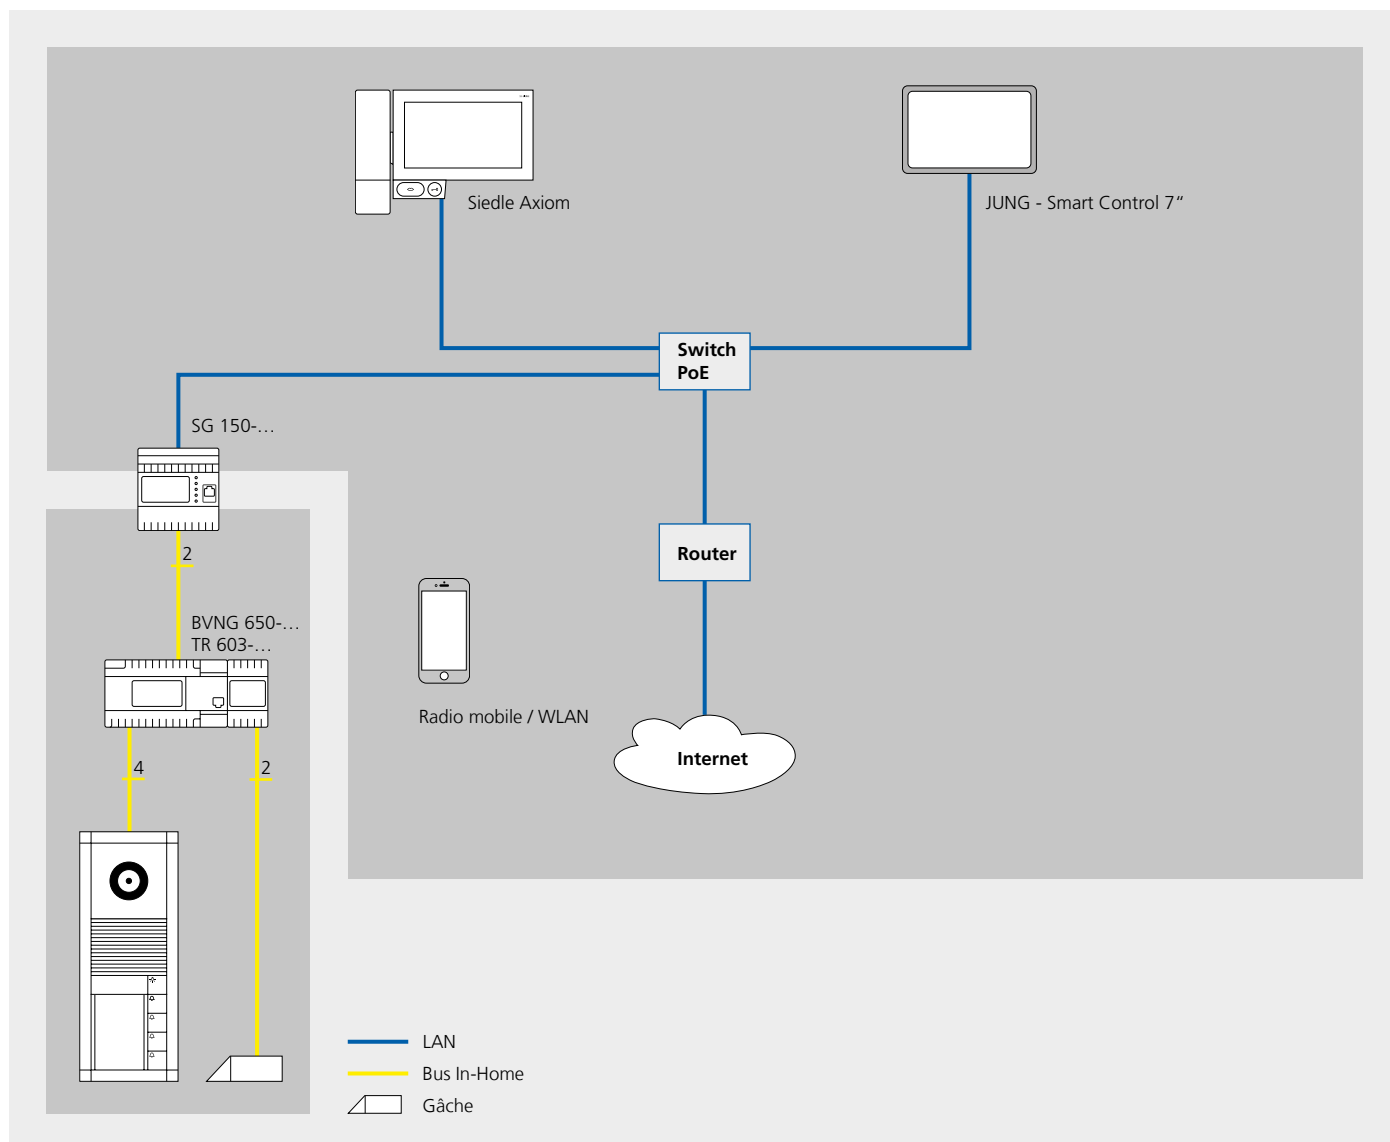 Siedle Axiom
JUNG - Smart Control 7“
Switch
PoE
SG 150-…
2
Router
BVNG 650-…
TR 603-…
Radio mobile / WLAN
Internet
4
2
LAN
Bus In-Home
Gâche